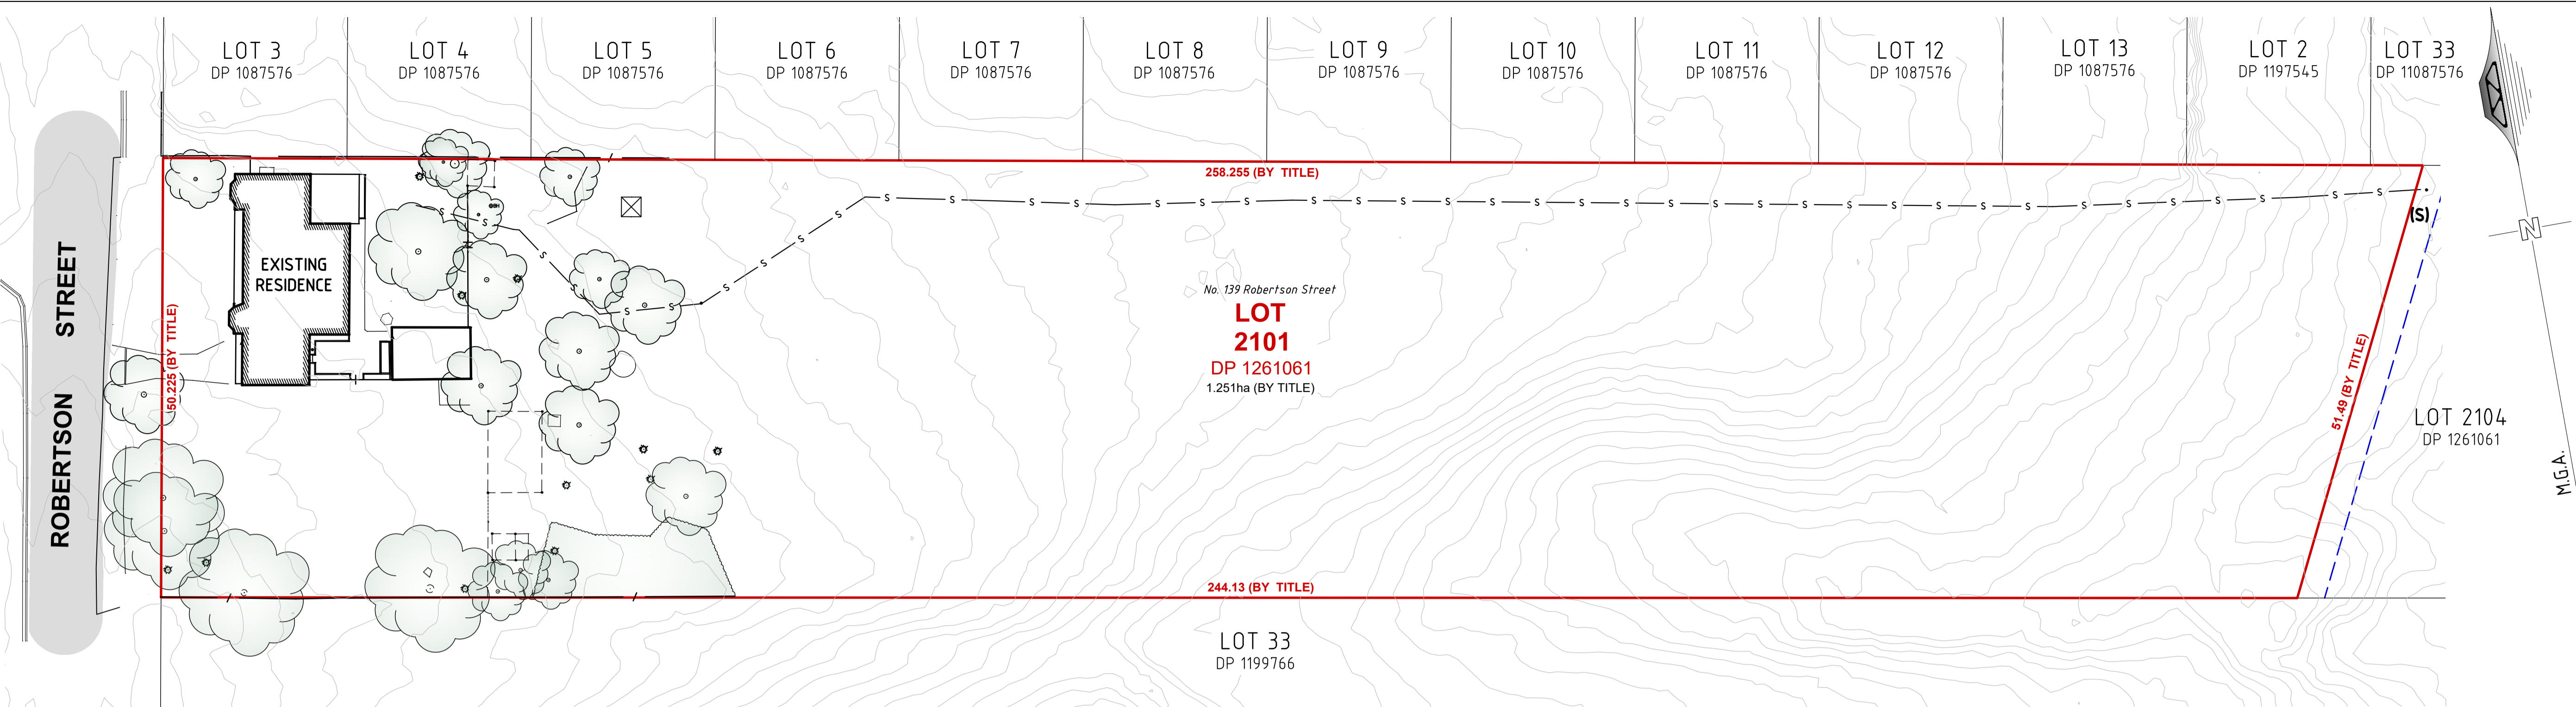 LOT 3
DP 1087576
LOT 4
DP 1087576
LOT 5
DP 1087576
LOT 6
DP 1087576
LOT 7
DP 1087576
LOT 8
DP 1087576
LOT 9
DP 1087576
LOT 10
DP 1087576
LOT 11
DP 1087576
LOT 12
DP 1087576
LOT 13
DP 1087576
LOT 2
DP 1197545
LOT 33
DP 11087576
258.255 (BY TITLE)
S S S S S S S S S S S S S S S S S S S S S S S S S S S S S S S S S S S S S S S S S S
(S)
N
M.G.A.
ROBERTSON STREET
50.225 (BY TITLE)
EXISTING
RESIDENCE
No. 139 Robertson Street
LOT
2101
DP 1261061
1.251ha (BY TITLE)
51.49 (BY TITLE)
LOT 2104
DP 1261061
244.13 (BY TITLE)
LOT 33
DP 1199766